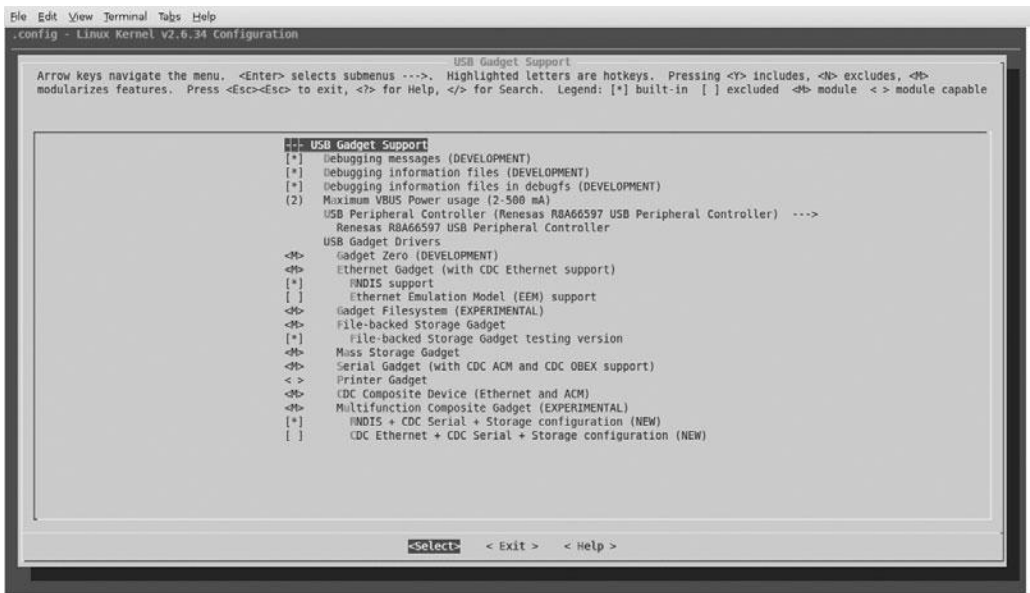 File Edit View Terminal Tabs Help
.config - Linux Kernel v2.6.34 Configuration
USB Gadget Support
Arrow keys navigate the menu. <Enter> selects submenus --->. Highlighted letters are hotkeys. Pressing <Y> includes, <N> excludes, <M>
modularizes features. Press <Esc><Esc> to exit, <?> for Help, </> for Search. Legend: [*] built-in [ ] excluded <M> module < > module capable
--- USB Gadget Support
[*] Debugging messages (DEVELOPMENT)
[*] Debugging information files (DEVELOPMENT)
[*] Debugging information files in debugfs (DEVELOPMENT)
(2) Maximum VBUS Power usage (2-500 mA)
USB Peripheral Controller (Renesas R8A66597 USB Peripheral Controller) --->
Renesas R8A66597 USB Peripheral Controller
USB Gadget Drivers
<M> Gadget Zero (DEVELOPMENT)
<M> Ethernet Gadget (with CDC Ethernet support)
[*] RNDIS support
[ ] Ethernet Emulation Model (EEM) support
<M> Gadget Filesystem (EXPERIMENTAL)
<M> File-backed Storage Gadget
[*] File-backed Storage Gadget testing version
<M> Mass Storage Gadget
<M> Serial Gadget (with CDC ACM and CDC OBEX support)
< > Printer Gadget
<M> CDC Composite Device (Ethernet and ACM)
<M> Multifunction Composite Gadget (EXPERIMENTAL)
[*] RNDIS + CDC Serial + Storage configuration (NEW)
[ ] CDC Ethernet + CDC Serial + Storage configuration (NEW)
<Select> < Exit > < Help >